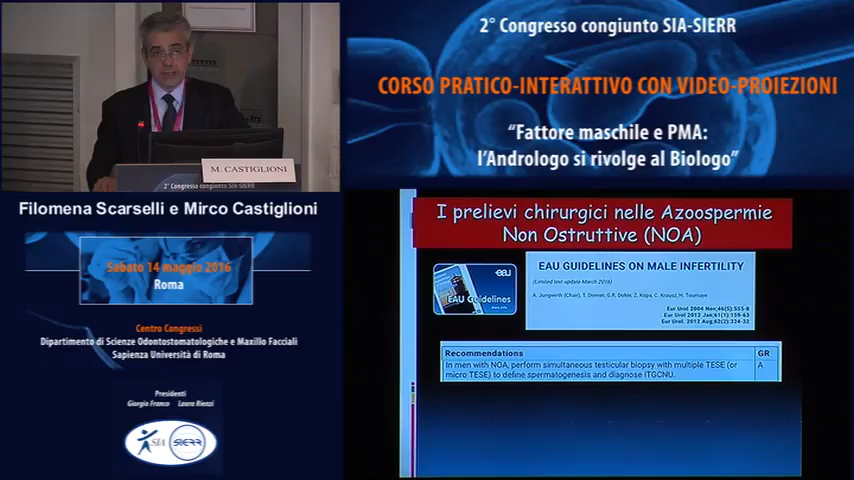 2° Congresso congiunto SIA-SIERR
CORSO PRATICO-INTERATTIVO CON VIDEO-PROIEZIONI
“Fattore maschile e PMA:
l’Andrologo si rivolge al Biologo”
M. CASTIGLIONI
2° Congresso congiunto SIA-SIERR
Filomena Scarselli e Mirco Castiglioni
Sabato 14 maggio 2016
Roma
Centro Congressi
Dipartimento di Scienze Odontostomatologiche e Maxillo Facciali
Sapienza Università di Roma
Presidenti
Giorgio Franco Laura Rienzi
SIA SIERR
I prelievi chirurgici nelle Azoospermie
Non Ostruttive (NOA)
eau
EAU Guidelines
EAU GUIDELINES ON MALE INFERTILITY
(Limited text update March 2016)
A. Jungwirth (Chair), T. Diemer, G.R. Dohle, Z. Kopa, C. Krausz, H. Tournaye
Eur Urol 2004 Nov;46(5).555-8
Eur Urol 2012 Jan;61(1):159-63
Eur Urol. 2012 Aug;62(2):324-32
Recommendations GR
In men with NOA, perform simultaneous testicular biopsy with multiple TESE (or A
micro TESE) to define spermatogenesis and diagnose ITGCNU.